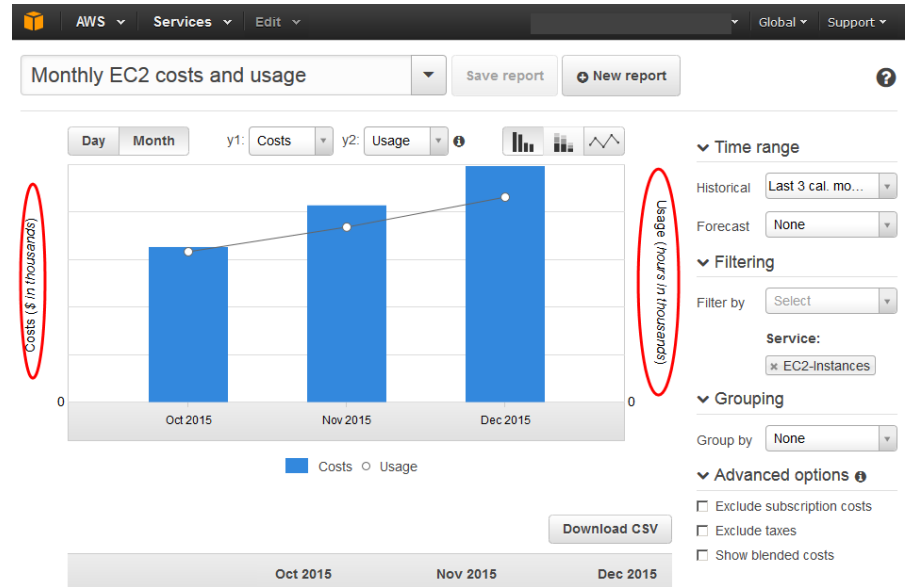 AWS Services Edit Global Support
Monthly EC2 costs and usage Save report New report
Day Month y1: Costs y2: Usage
Time range
Historical Last 3 cal. mo...
Forecast None
Filtering
Filter by Select
Service:
EC2-Instances
Grouping
Group by None
Advanced options
Exclude subscription costs
Exclude taxes
Show blended costs
Costs ($ in thousands)
Usage (hours in thousands)
0 0
Oct 2015 Nov 2015 Dec 2015
Costs Usage
Download CSV
Oct 2015 Nov 2015 Dec 2015